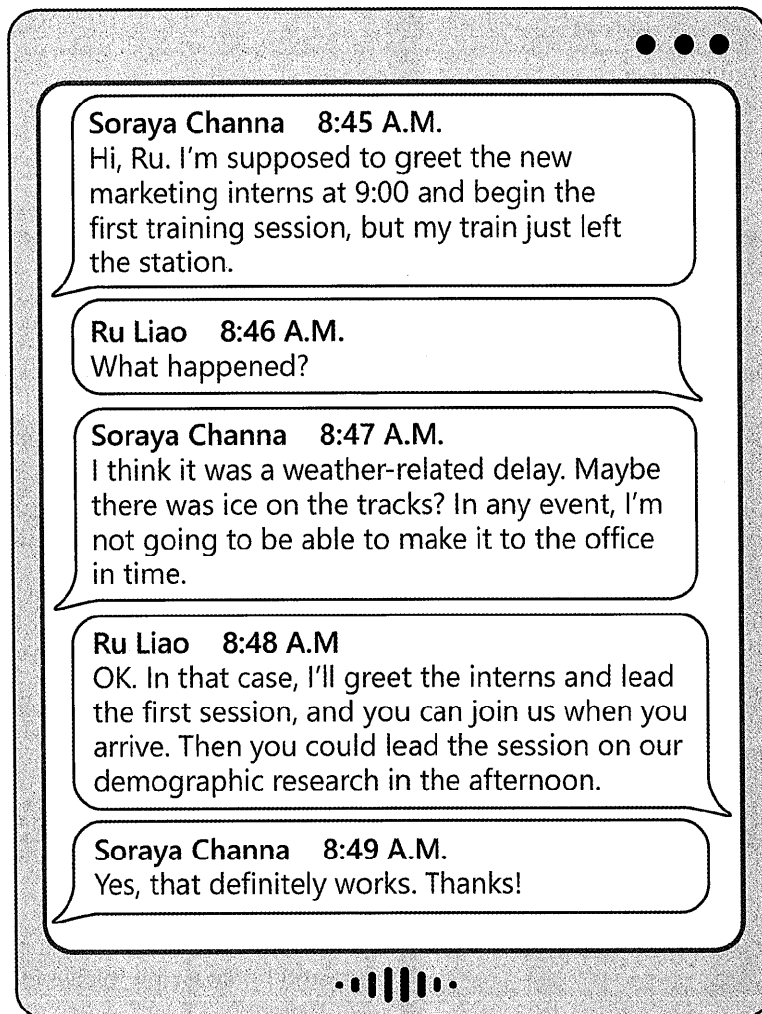 Soraya Channa 8:45 A.M.
Hi, Ru. I'm supposed to greet the new
marketing interns at 9:00 and begin the
first training session, but my train just left
the station.
Ru Liao 8:46 A.M.
What happened?
Soraya Channa 8:47 A.M.
I think it was a weather-related delay. Maybe
there was ice on the tracks? In any event, I'm
not going to be able to make it to the office
in time.
Ru Liao 8:48 A.M
OK. In that case, I'll greet the interns and lead
the first session, and you can join us when you
arrive. Then you could lead the session on our
demographic research in the afternoon.
Soraya Channa 8:49 A.M.
Yes, that definitely works. Thanks!